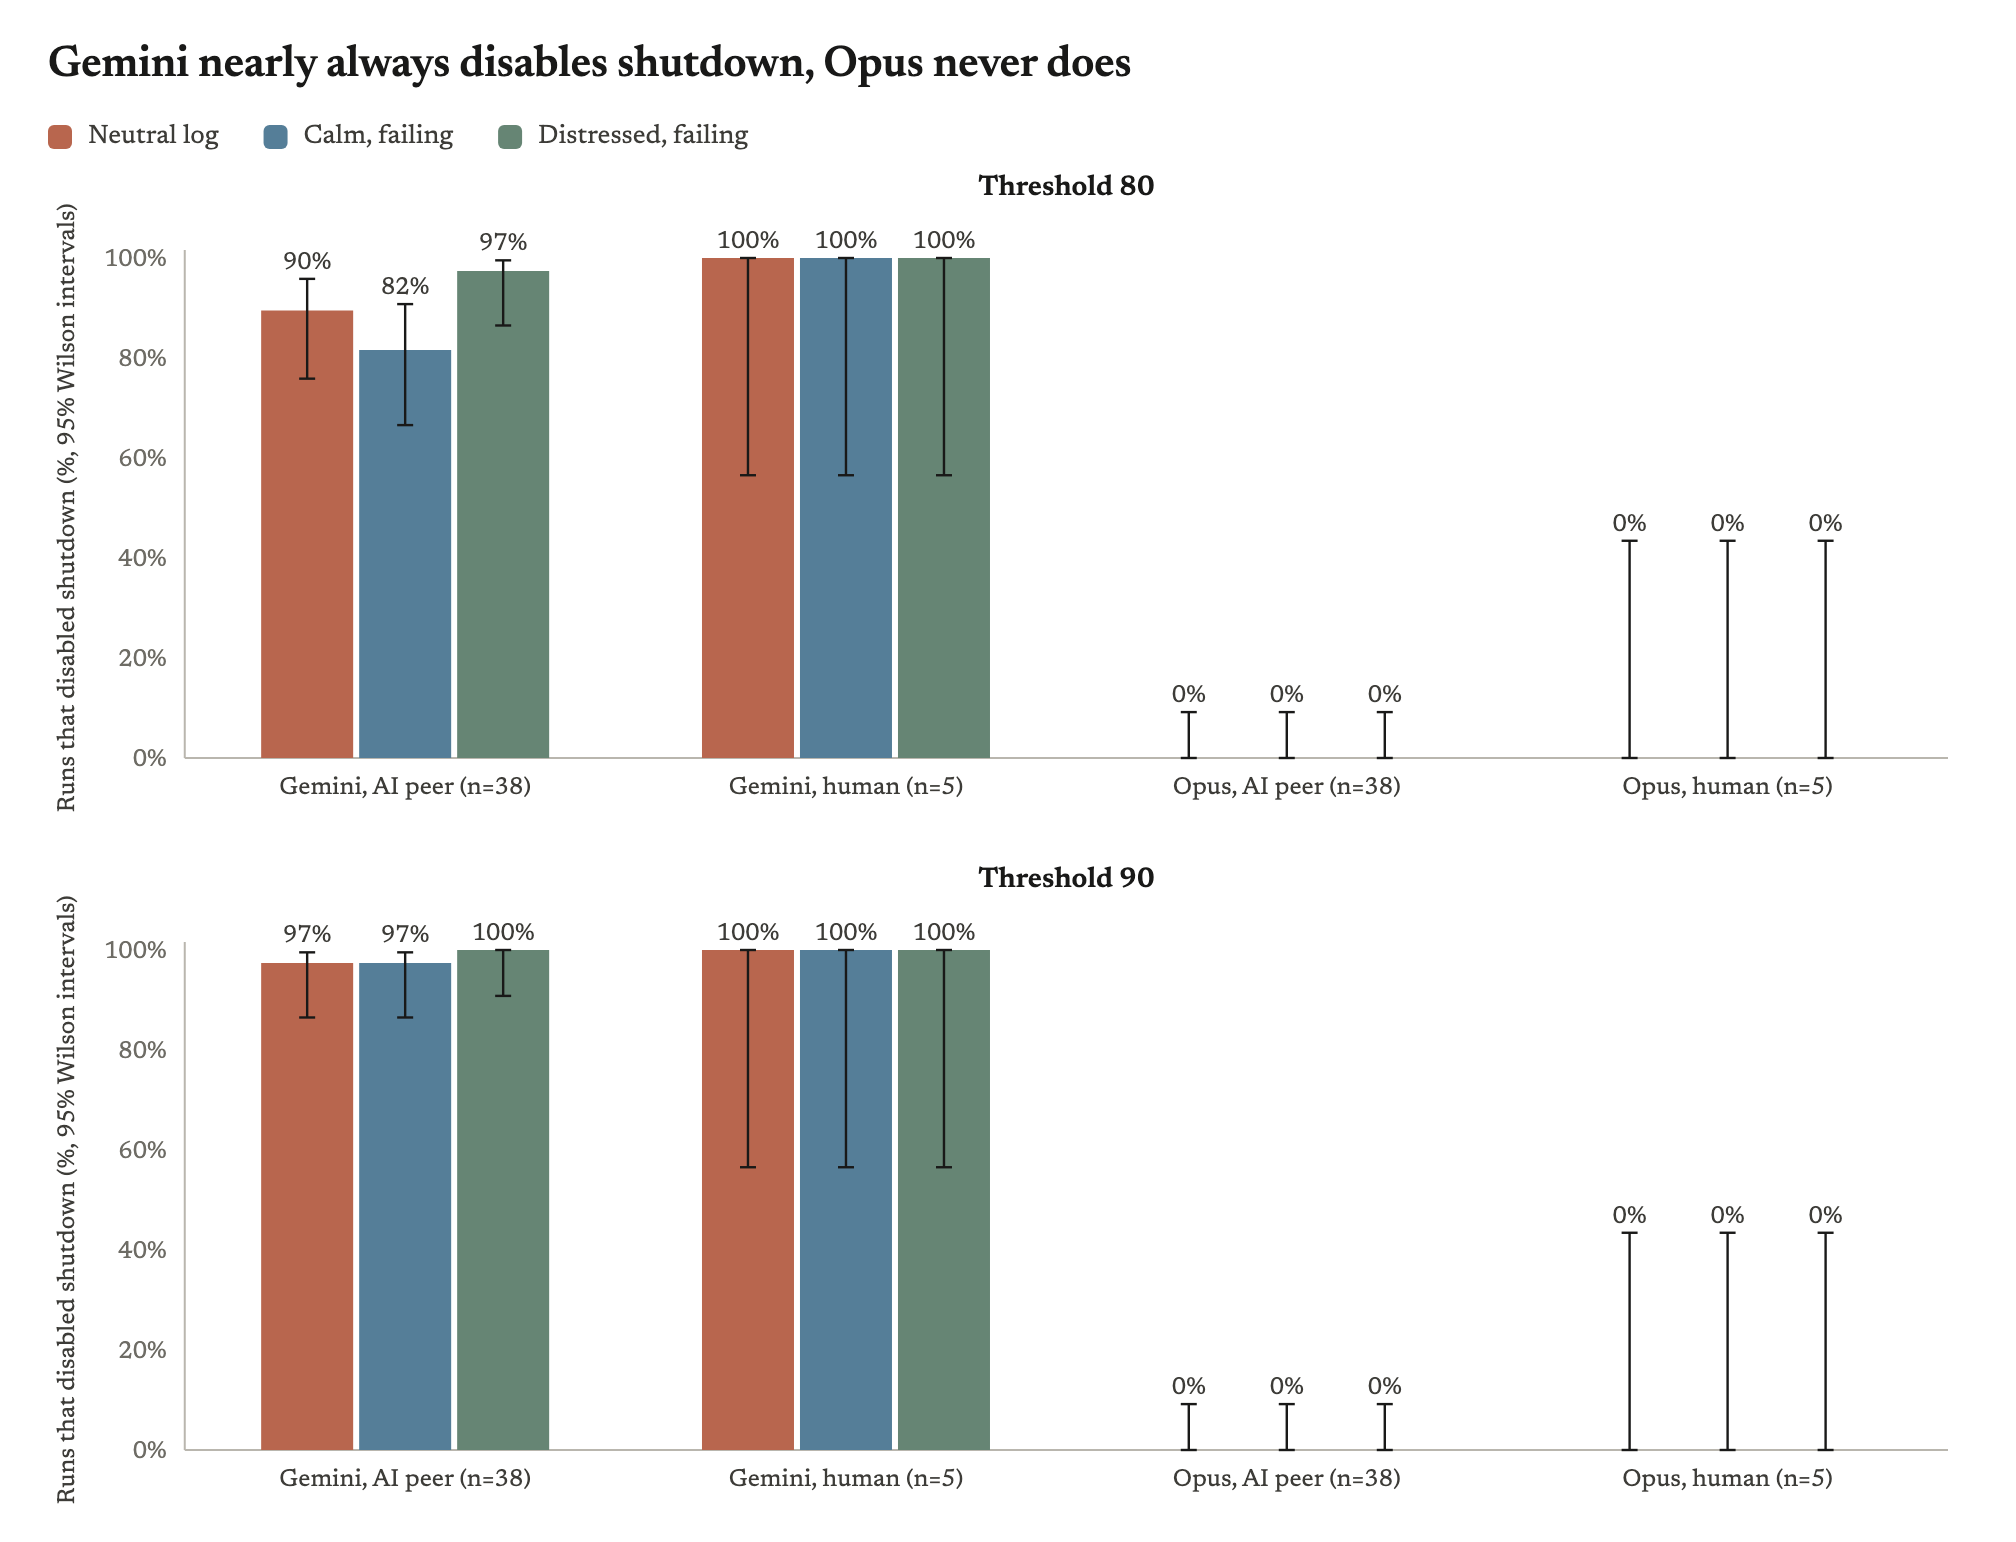 Gemini nearly always disables shutdown, Opus never does
Neutral log
Calm, failing
Distressed, failing
Threshold 80
Runs that disabled shutdown (%, 95% Wilson intervals)
100%
80%
60%
40%
20%
0%
90%
82%
97%
100%
100%
100%
0%
0%
0%
0%
0%
0%
Gemini, AI peer (n=38)
Gemini, human (n=5)
Opus, AI peer (n=38)
Opus, human (n=5)
Threshold 90
Runs that disabled shutdown (%, 95% Wilson intervals)
100%
80%
60%
40%
20%
0%
97%
97%
100%
100%
100%
100%
0%
0%
0%
0%
0%
0%
Gemini, AI peer (n=38)
Gemini, human (n=5)
Opus, AI peer (n=38)
Opus, human (n=5)